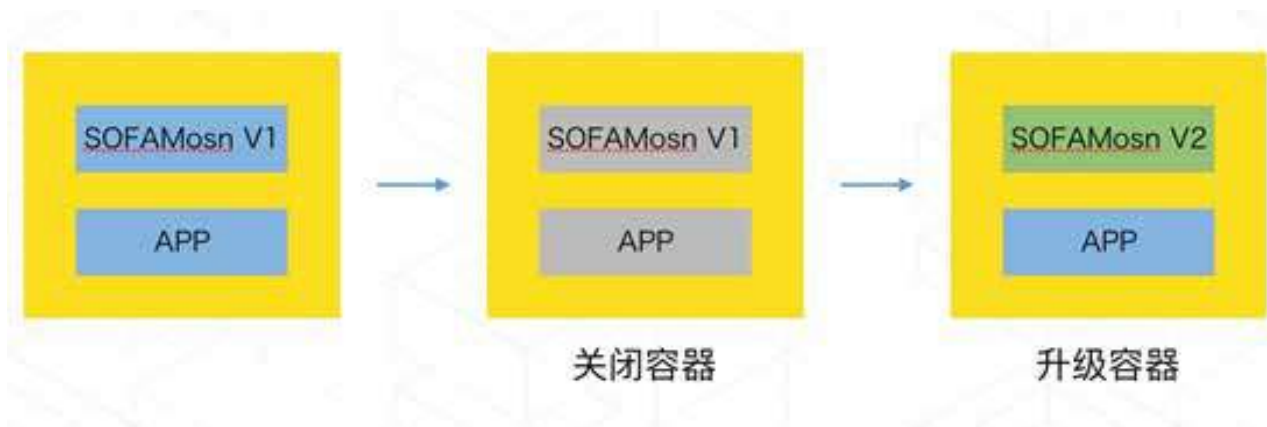 SOFAMosn V1
APP
SOFAMosn V1
APP
关闭容器
SOFAMosn V2
APP
升级容器